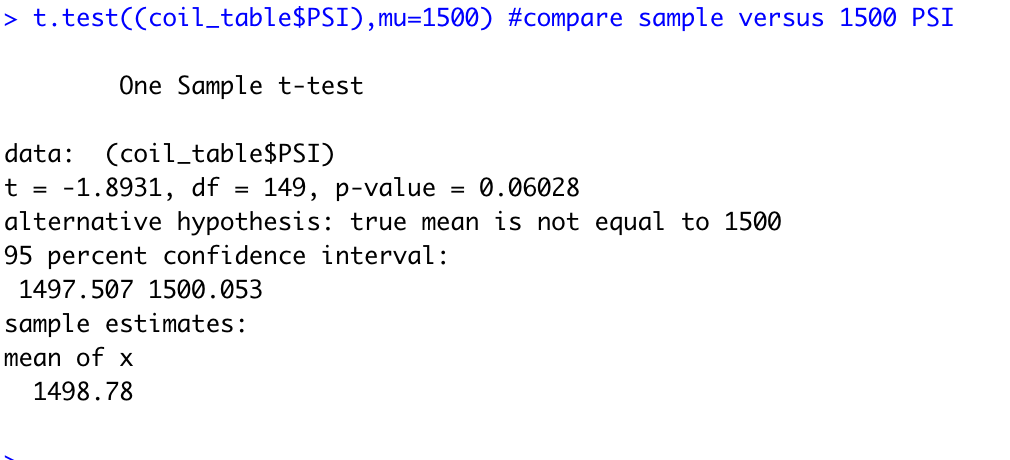 > t.test((coil_table$PSI),mu=1500) #compare sample versus 1500 PSI
One Sample t-test
data:  (coil_table$PSI)
t = -1.8931, df = 149, p-value = 0.06028
alternative hypothesis: true mean is not equal to 1500
95 percent confidence interval:
 1497.507 1500.053
sample estimates:
mean of x
  1498.78
>